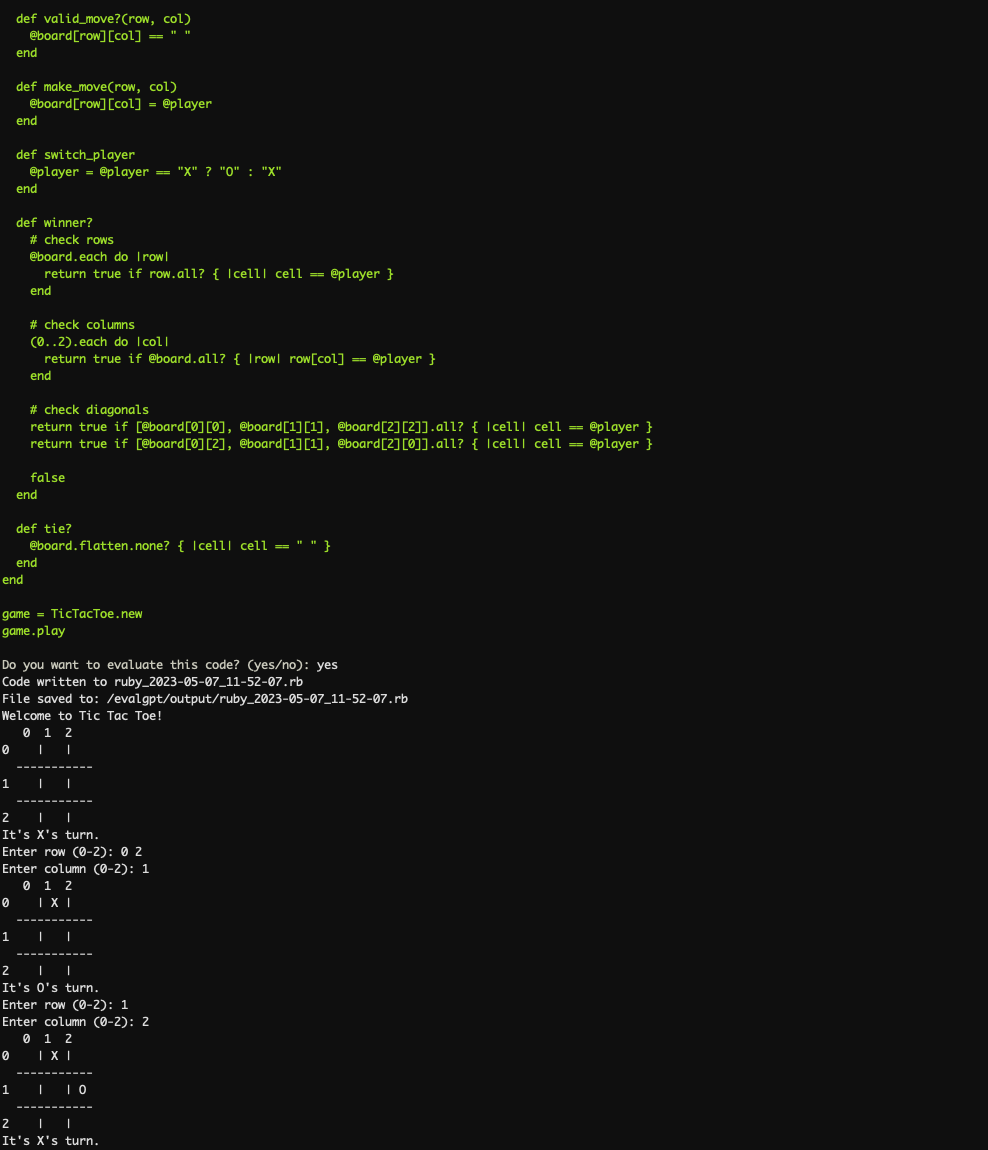 def valid_move?(row, col)
    @board[row][col] == " "
  end

  def make_move(row, col)
    @board[row][col] = @player
  end

  def switch_player
    @player = @player == "X" ? "O" : "X"
  end

  def winner?
    # check rows
    @board.each do |row|
      return true if row.all? { |cell| cell == @player }
    end

    # check columns
    (0..2).each do |col|
      return true if @board.all? { |row| row[col] == @player }
    end

    # check diagonals
    return true if [@board[0][0], @board[1][1], @board[2][2]].all? { |cell| cell == @player }
    return true if [@board[0][2], @board[1][1], @board[2][0]].all? { |cell| cell == @player }

    false
  end

  def tie?
    @board.flatten.none? { |cell| cell == " " }
  end
end

game = TicTacToe.new
game.play

Do you want to evaluate this code? (yes/no): yes
Code written to ruby_2023-05-07_11-52-07.rb
File saved to: /evalgpt/output/ruby_2023-05-07_11-52-07.rb
Welcome to Tic Tac Toe!
   0  1  2
0    |   |
  -----------
1    |   |
  -----------
2    |   |
It's X's turn.
Enter row (0-2): 0 2
Enter column (0-2): 1
   0  1  2
0    | X |
  -----------
1    |   |
  -----------
2    |   |
It's O's turn.
Enter row (0-2): 1
Enter column (0-2): 2
   0  1  2
0    | X |
  -----------
1    |   | O
  -----------
2    |   |
It's X's turn.